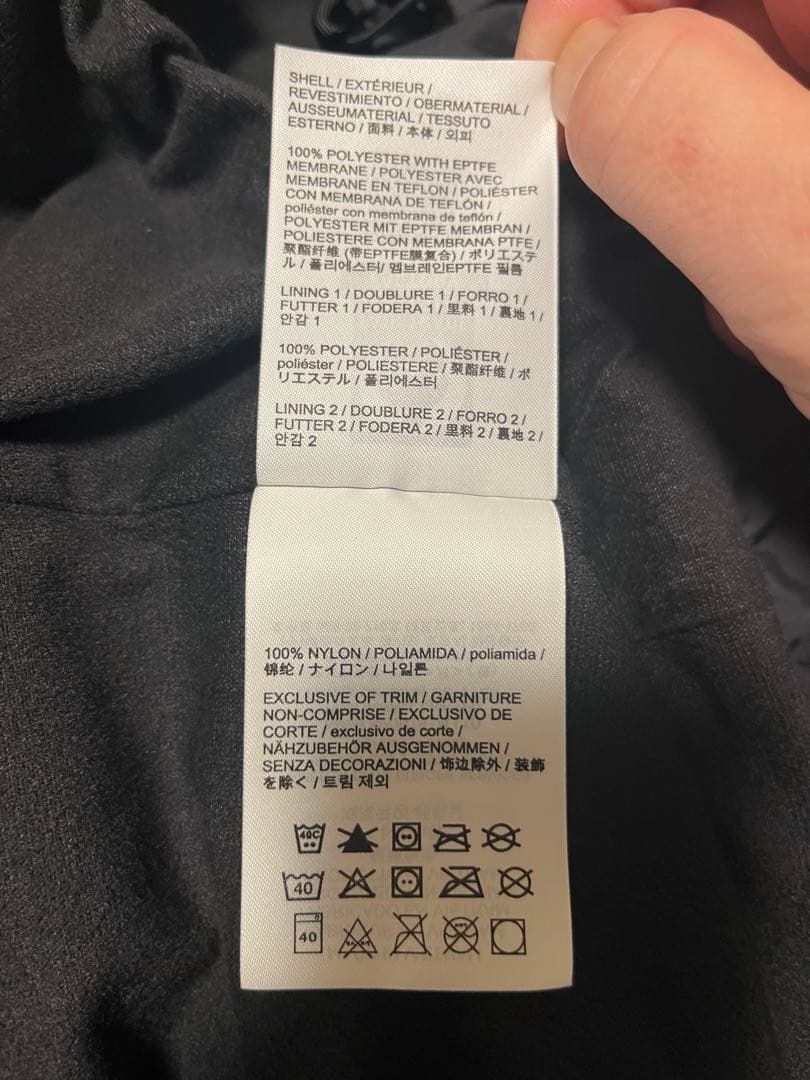 SHELL / EXTÉRIEUR /
REVESTIMIENTO / OBERMATERIAL /
AUSSEUMATERIAL / TESSUTO
ESTERNO / 面料 / 本体 / 외피
100% POLYESTER WITH EPTFE
MEMBRANE / POLYESTER AVEC
MEMBRANE EN TEFLON / POLIÉSTER
CON MEMBRANA DE TEFLÓN /
poliéster con membrana de teflón /
POLYESTER MIT EPTFE MEMBRAN /
POLIESTERE CON MEMBRANA PTFE /
聚酯纤维 (带EPTFE膜复合) / ポリエステ
ル / 폴리에스터/ 멤브레인EPTFE 필름
LINING 1 / DOUBLURE 1 / FORRO 1 /
FUTTER 1 / FODERA 1 / 里料 1 / 裏地 1 /
안감 1
100% POLYESTER / POLIÉSTER /
poliéster / POLIESTERE / 聚酯纤维 / ポ
リエステル / 폴리에스터
LINING 2 / DOUBLURE 2 / FORRO 2 /
FUTTER 2 / FODERA 2 / 里料 2 / 裏地 2 /
안감 2
100% NYLON / POLIAMIDA / poliamida /
锦纶 / ナイロン / 나일론
EXCLUSIVE OF TRIM / GARNITURE
NON-COMPRISE / EXCLUSIVO DE
CORTE / exclusivo de corte /
NÄHZUBEHÖR AUSGENOMMEN /
SENZA DECORAZIONI / 饰边除外 / 装飾
を除く / 트림 제외
40C
40
40